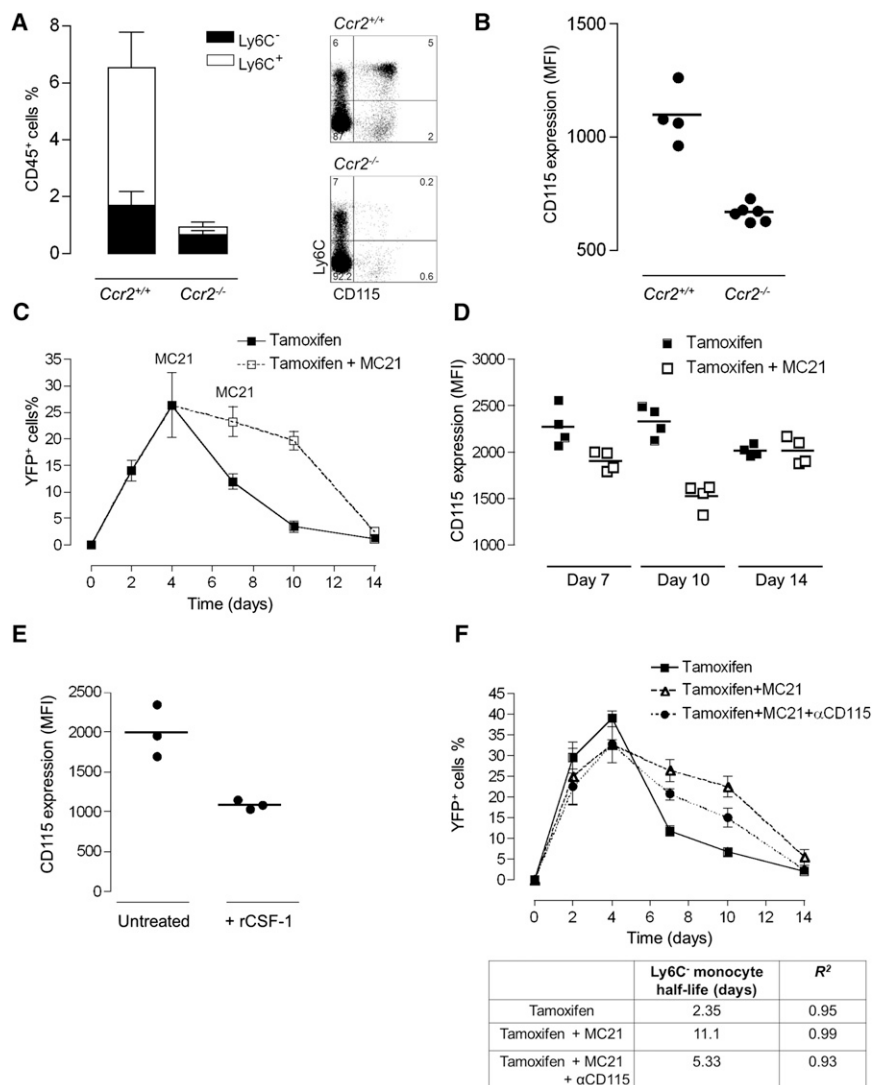 A
CD45+ cells %
8
6
4
2
0
Ly6C-
Ly6C+
Ccr2+/+
Ccr2-/-
Ccr2+/+
6
5
87
2
Ccr2-/-
7
0.2
92.2
0.6
Ly6C
CD115
B
CD115 expression (MFI)
1500
1000
500
Ccr2+/+
Ccr2-/-
C
Tamoxifen
Tamoxifen + MC21
YFP+ cells%
35
30
25
20
15
10
5
0
MC21
MC21
0 2 4 6 8 10 12 14
Time (days)
D
Tamoxifen
Tamoxifen + MC21
CD115 expression (MFI)
3000
2500
2000
1500
1000
Day 7 Day 10 Day 14
E
CD115 expression (MFI)
2500
2000
1500
1000
500
0
Untreated + rCSF-1
F
Tamoxifen
Tamoxifen+MC21
Tamoxifen+MC21+αCD115
YFP+ cells %
45
40
35
30
25
20
15
10
5
0
0 2 4 6 8 10 12 14
Time (days)
Ly6C- monocyte
half-life (days)
R2
Tamoxifen 2.35 0.95
Tamoxifen + MC21 11.1 0.99
Tamoxifen + MC21 5.33 0.93
+ αCD115